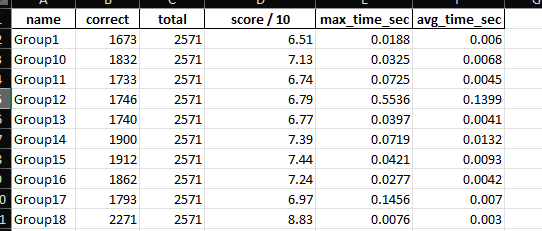 name correct total score / 10 max_time_sec avg_time_sec
Group1 1673 2571 6.51 0.0188 0.006
Group10 1832 2571 7.13 0.0325 0.0068
Group11 1733 2571 6.74 0.0725 0.0045
Group12 1746 2571 6.79 0.5536 0.1399
Group13 1740 2571 6.77 0.0397 0.0041
Group14 1900 2571 7.39 0.0719 0.0132
Group15 1912 2571 7.44 0.0421 0.0093
Group16 1862 2571 7.24 0.0277 0.0042
Group17 1793 2571 6.97 0.1456 0.007
Group18 2271 2571 8.83 0.0076 0.003